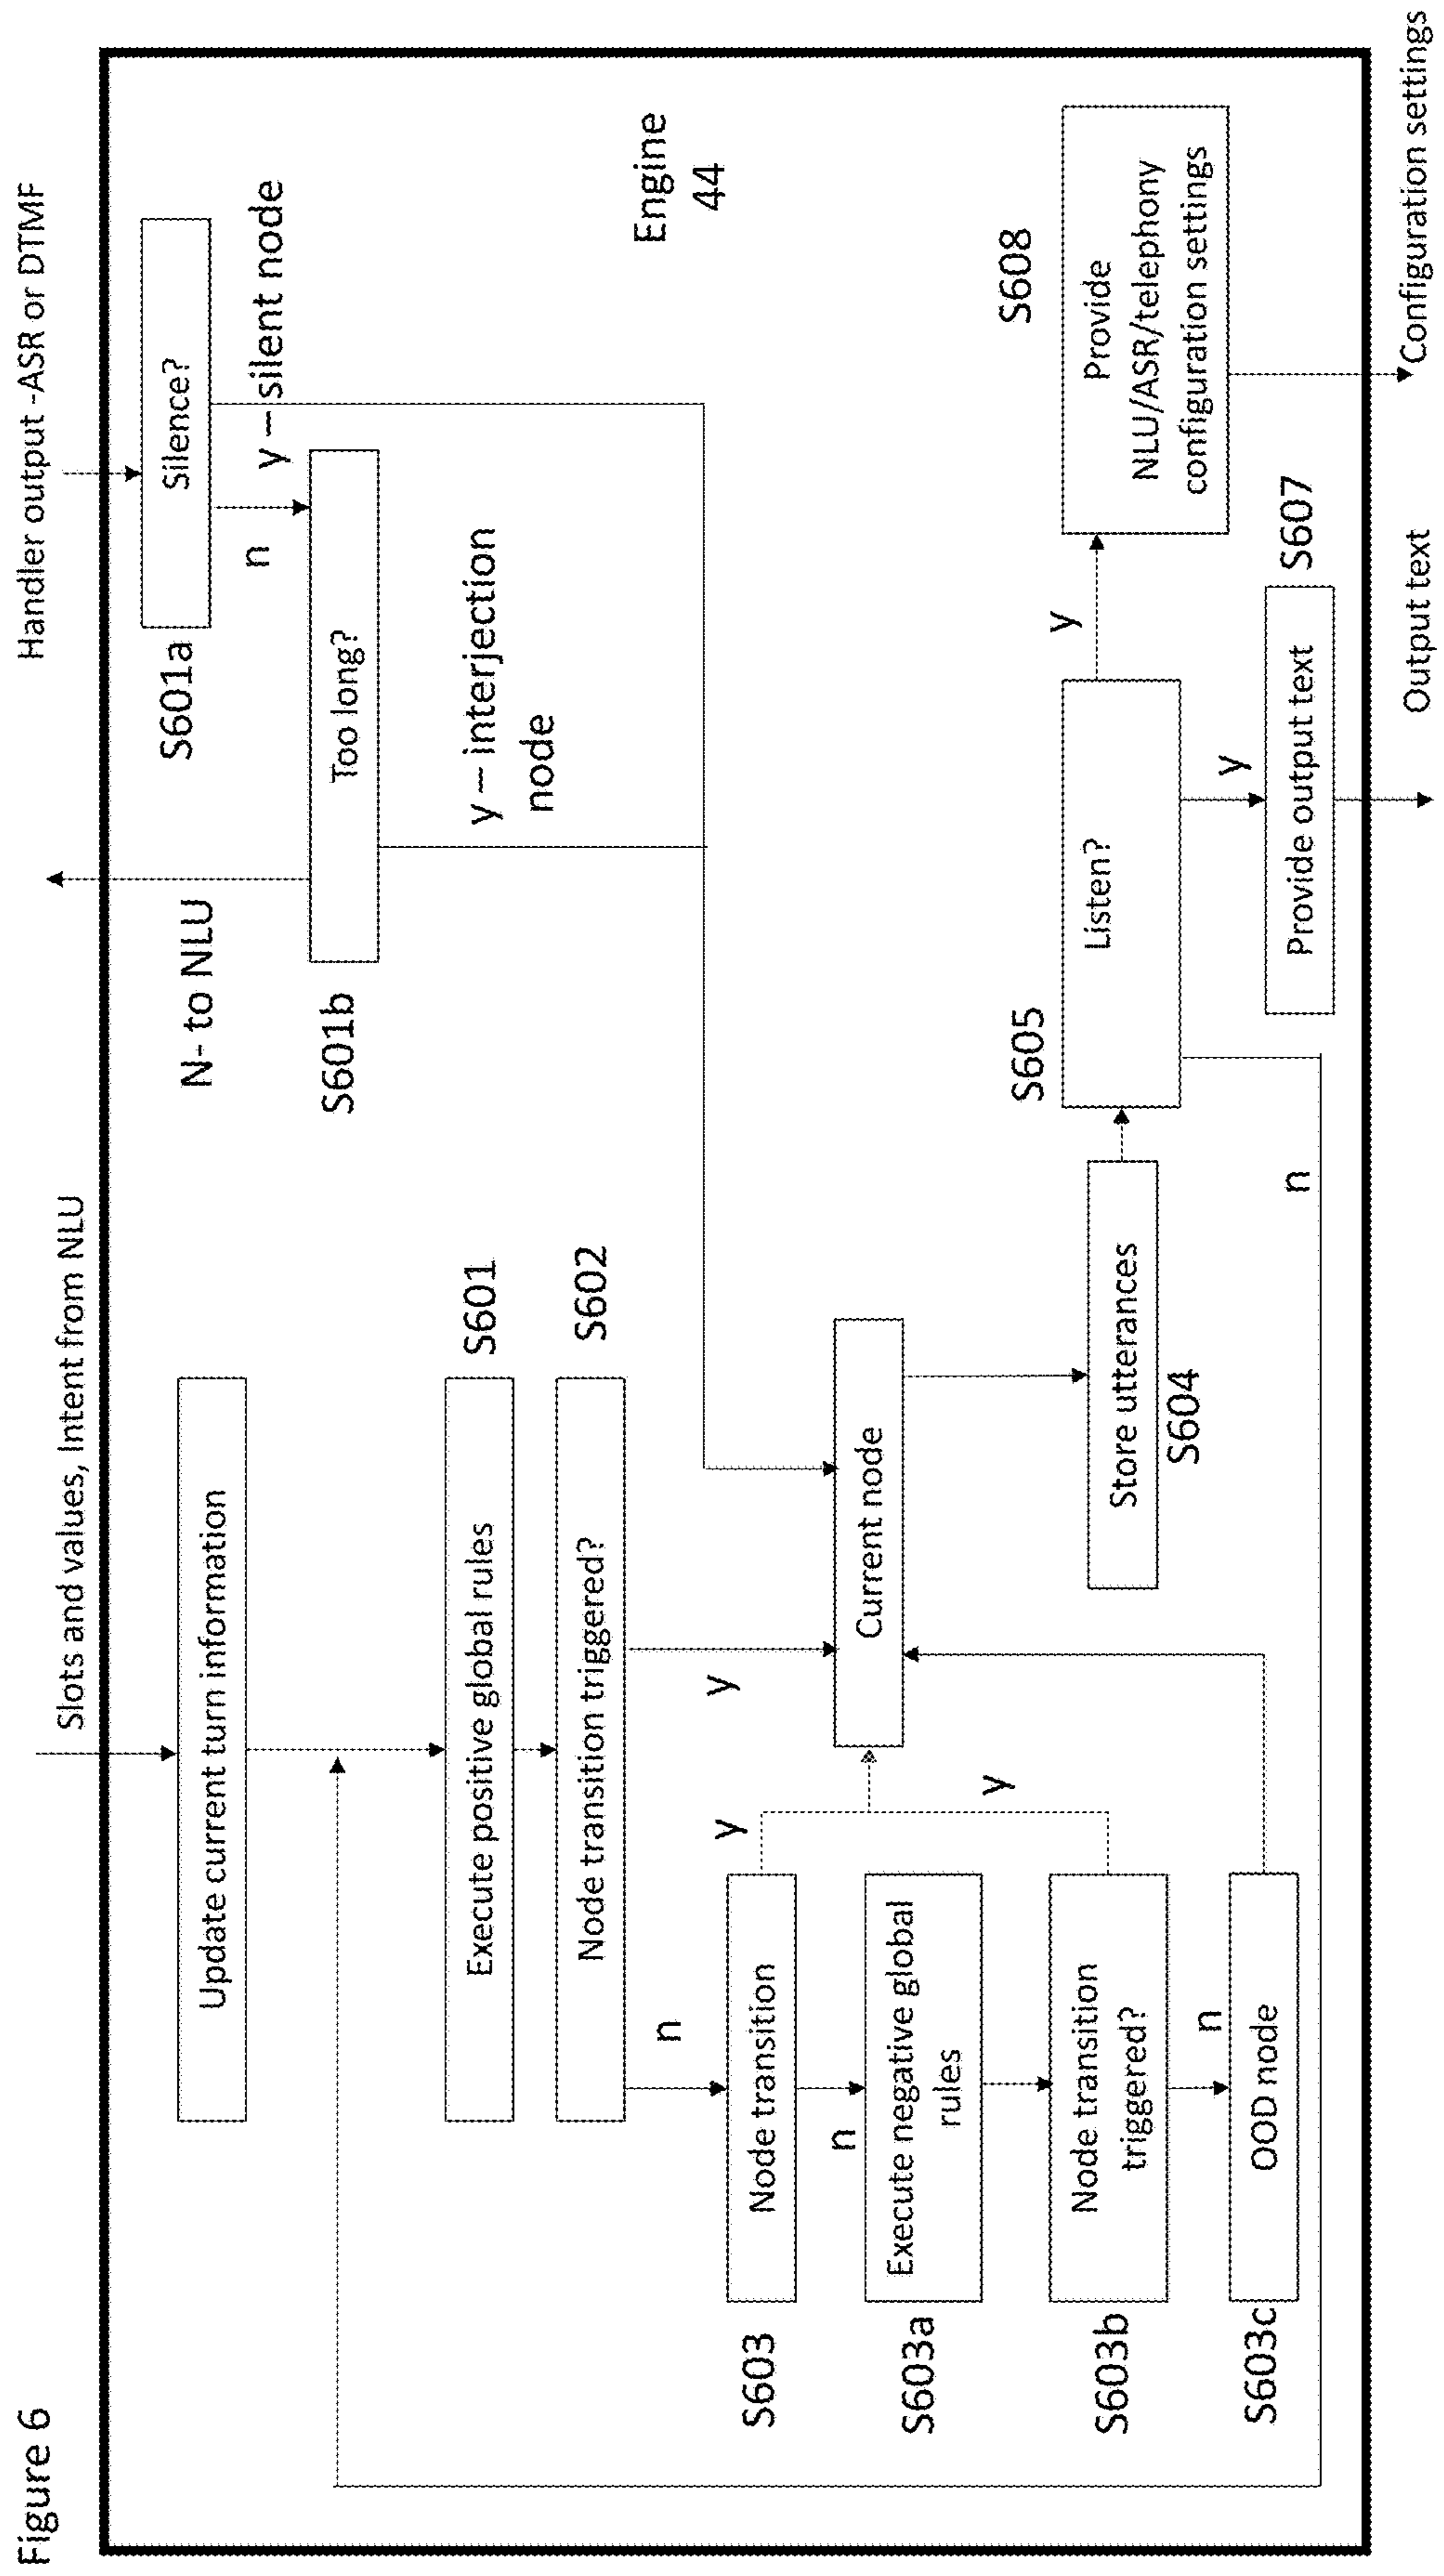 Figure 6
Slots and values, Intent from NLU
Handler output -ASR or DTMF
Update current turn information
N- to NLU
S601a
Silence?
n
y – silent node
S601b
Too long?
y – interjection
node
Execute positive global rules
S601
Node transition triggered?
S602
Engine
44
n
y
S603
Node transition
y
n
Current node
S603a
Execute negative global
rules
y
S603b
Node transition
triggered?
Store utterances
S604
S605
Listen?
y
S608
Provide
NLU/ASR/telephony
configuration settings
n
S603c
OOD node
n
y
Provide output text
S607
Output text
Configuration settings